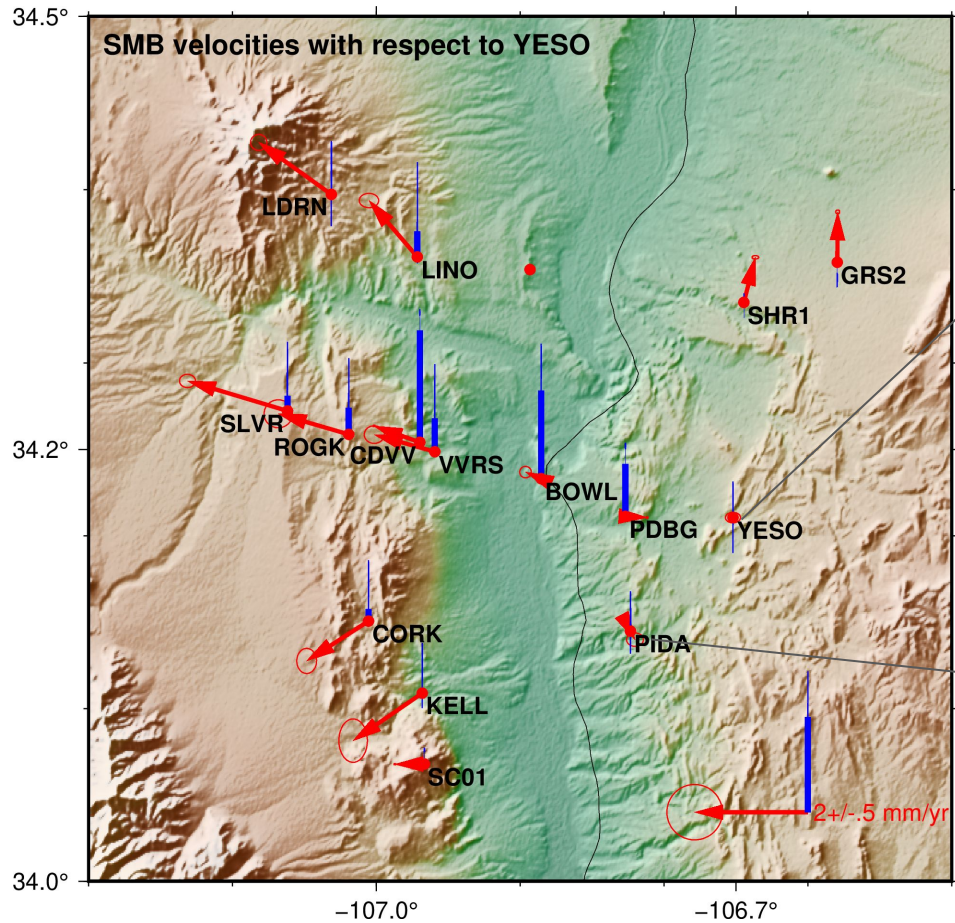 34.5°
SMB velocities with respect to YESO
LDRN
LINO
GRS2
SHR1
SLVR
ROGK
CDVV
VVRS
34.2°
BOWL
PDBG
YESO
CORK
PIDA
KELL
SC01
2+/-.5 mm/yr
34.0°
−107.0°
−106.7°